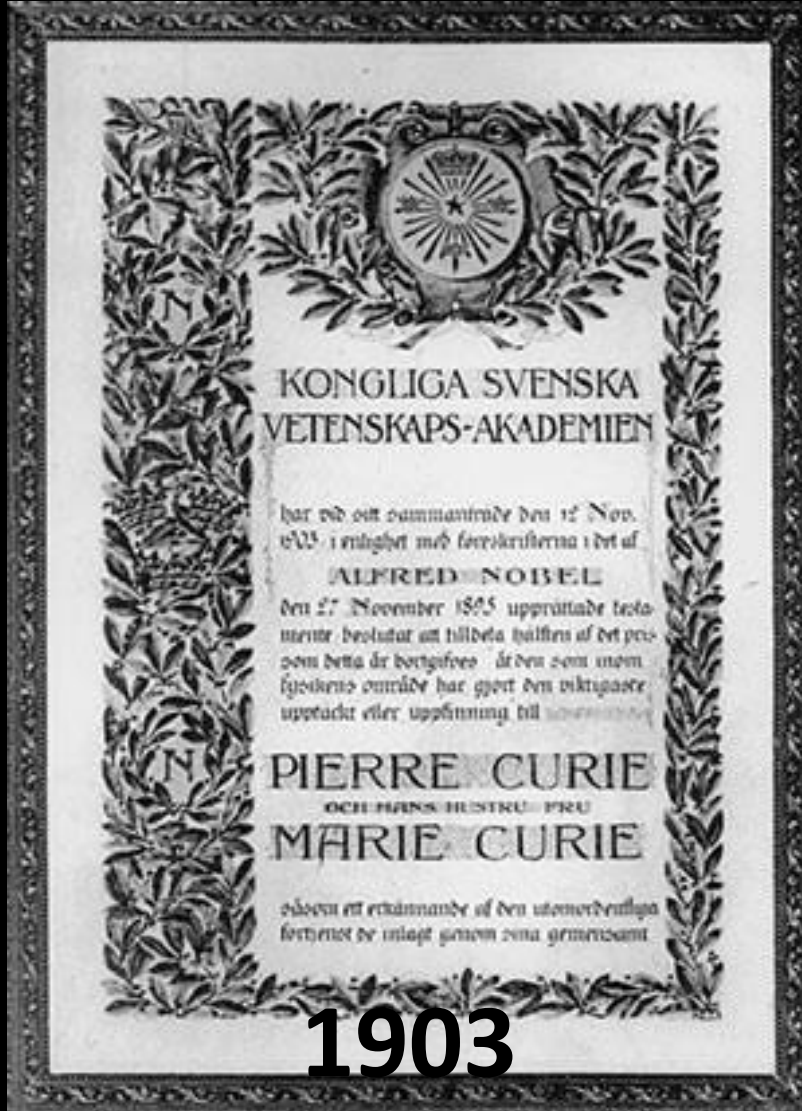 N
KONGLIGA SVENSKA
VETENSKAPS-AKADEMIEN
har vid sitt sammanträde den 12 Nov.
1903 i enlighet med föreskrifterna i det af
ALFRED NOBEL
den 27 November 1895 upprättade testa-
mente beslutat att tilldela hälften af det pris
som detta år bortgifves åt den som inom
fysikens område har gjort den viktigaste
upptäckt eller uppfinning till
N
PIERRE CURIE
OCH HANS HUSTRU FRU
MARIE CURIE
såsom ett erkännande af den utomordentliga
förtjenst de inlagt genom sina gemensamt
1903